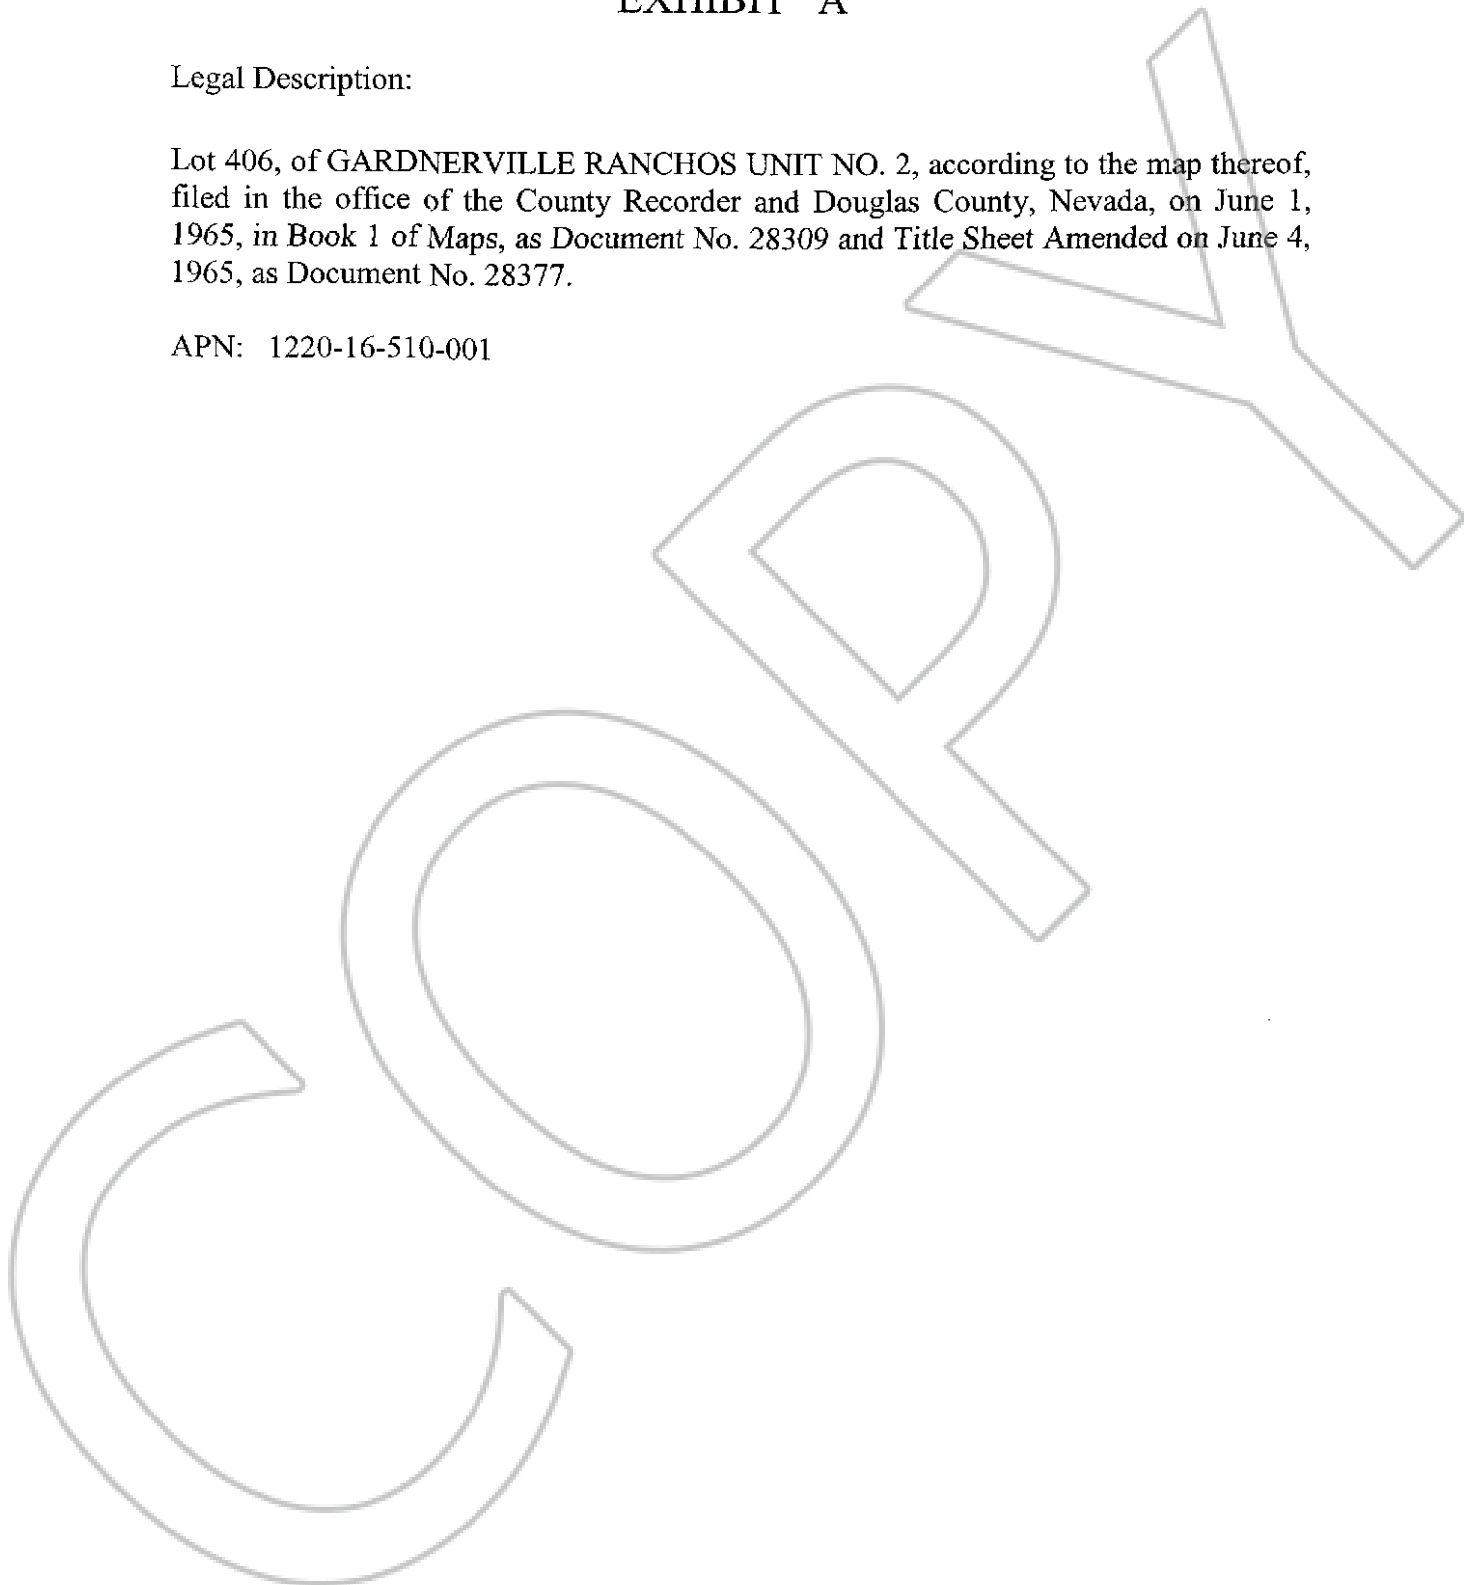 EXHIBIT "A"
Legal Description:
Lot 406, of GARDNERVILLE RANCHOS UNIT NO. 2, according to the map thereof,
filed in the office of the County Recorder and Douglas County, Nevada, on June 1,
1965, in Book 1 of Maps, as Document No. 28309 and Title Sheet Amended on June 4,
1965, as Document No. 28377.
APN: 1220-16-510-001
COPY